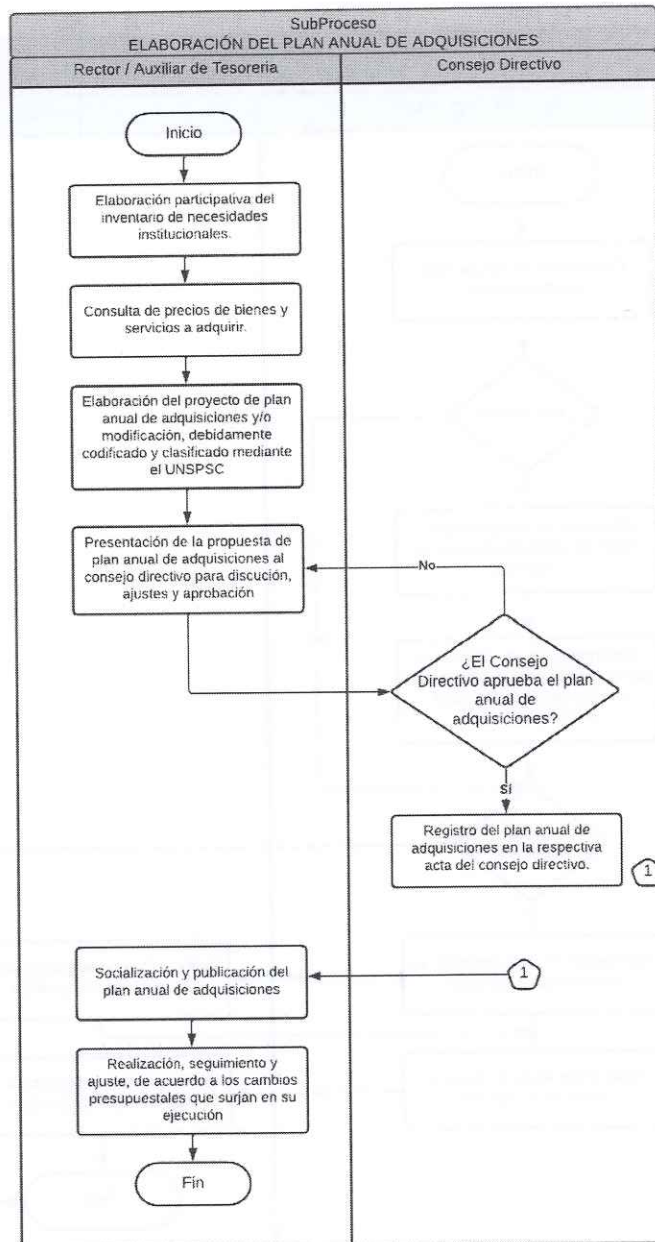 SubProceso
ELABORACIÓN DEL PLAN ANUAL DE ADQUISICIONES
Rector / Auxiliar de Tesoreria
Consejo Directivo
Inicio
Elaboración participativa del
inventario de necesidades
institucionales.
Consulta de precios de bienes y
servicios a adquirir.
Elaboración del proyecto de plan
anual de adquisiciones y/o
modificación, debidamente
codificado y clasificado mediante
el UNSPSC
Presentación de la propuesta de
plan anual de adquisiciones al
consejo directivo para discución,
ajustes y aprobación
No
¿El Consejo
Directivo aprueba el plan
anual de
adquisiciones?
SI
Registro del plan anual de
adquisiciones en la respectiva
acta del consejo directivo.
1
Socialización y publicación del
plan anual de adquisiciones
1
Realización, seguimiento y
ajuste, de acuerdo a los cambios
presupuestales que surjan en su
ejecución
Fin